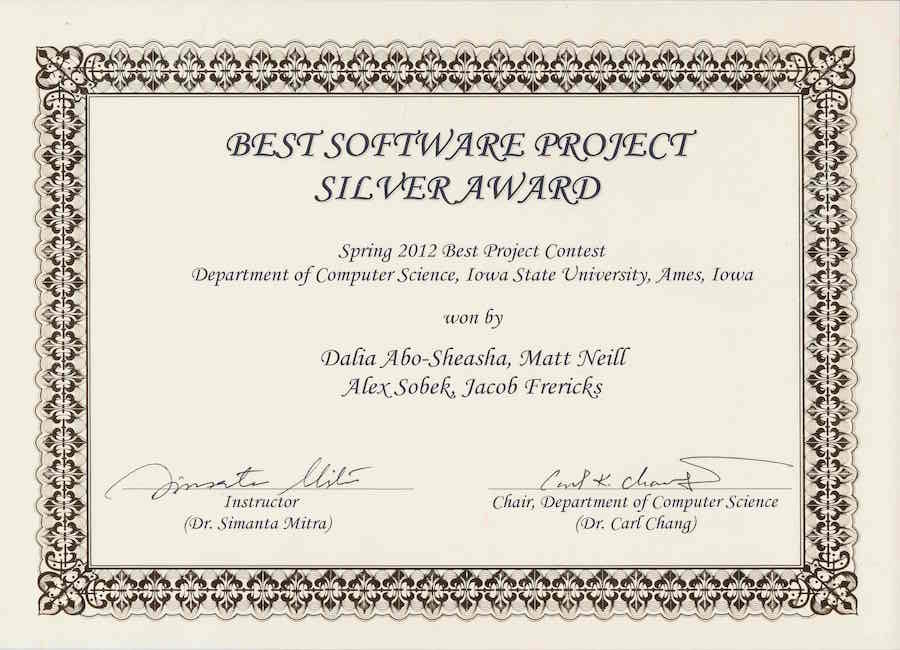 BEST SOFTWARE PROJECT
SILVER AWARD
Spring 2012 Best Project Contest
Department of Computer Science, Iowa State University, Ames, Iowa
won by
Dalia Abo-Sheasha, Matt Neill
Alex Sobek, Jacob Frericks
Simanta Mitra
Carl K. Chang
Instructor
Chair, Department of Computer Science
(Dr. Simanta Mitra)
(Dr. Carl Chang)